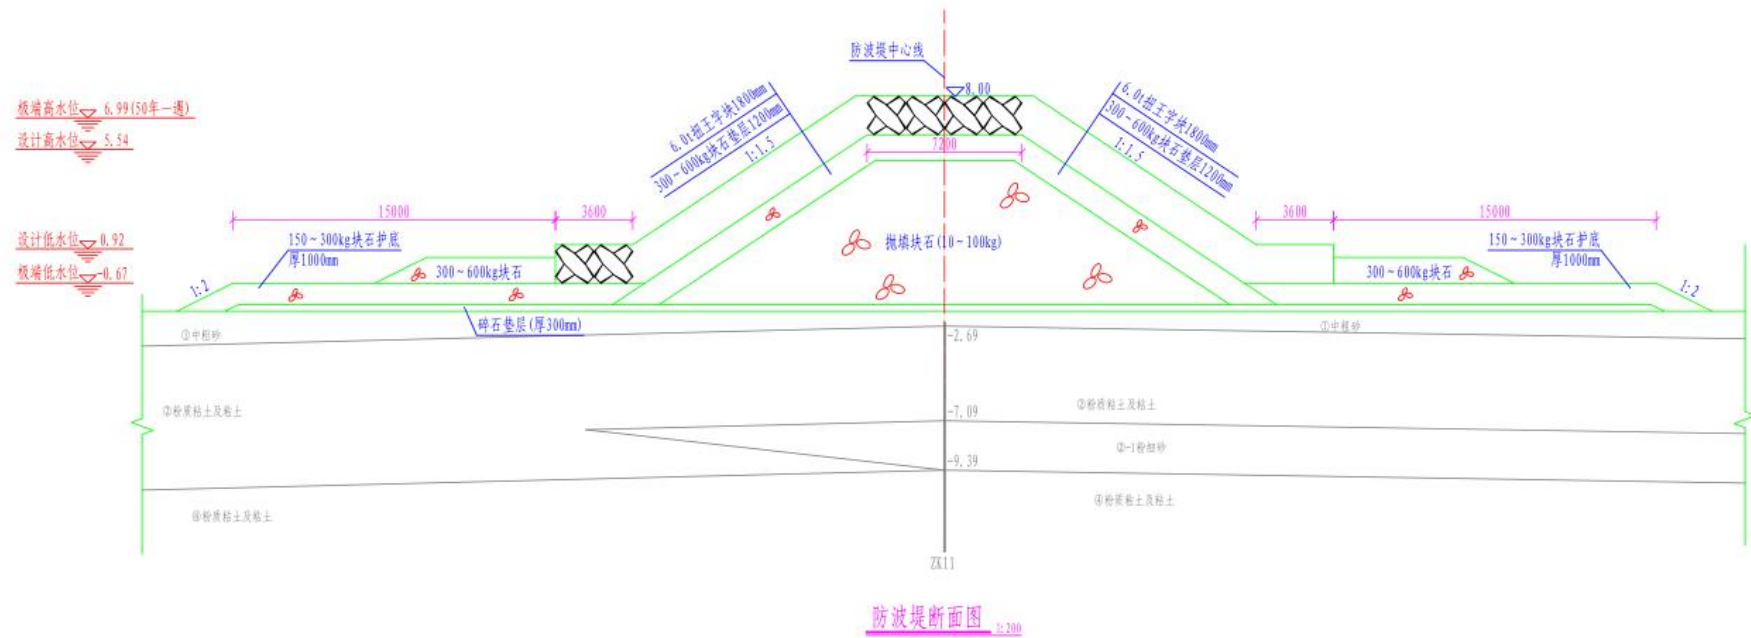 防波堤中心线
8.00
极端高水位 6.99(50年一遇)
设计高水位 5.54
6.0t扭王字块1800mm
300~600kg块石垫层1200mm
1:1.5
6.0t扭王字块1800mm
300~600kg块石垫层1200mm
1:1.5
7200
15000
3600
3600
15000
设计低水位 0.92
极端低水位 -0.67
150~300kg块石护底
厚1000mm
300~600kg块石
抛填块石(10~100kg)
150~300kg块石护底
厚1000mm
300~600kg块石
1:2
1:2
碎石垫层(厚300mm)
①中粗砂
①中粗砂
-2.69
②粉质粘土及粘土
②粉质粘土及粘土
-7.09
②-1粉细砂
-9.39
④粉质粘土及粘土
粉质粘土及粘土
ZK11
防波堤断面图 1:200